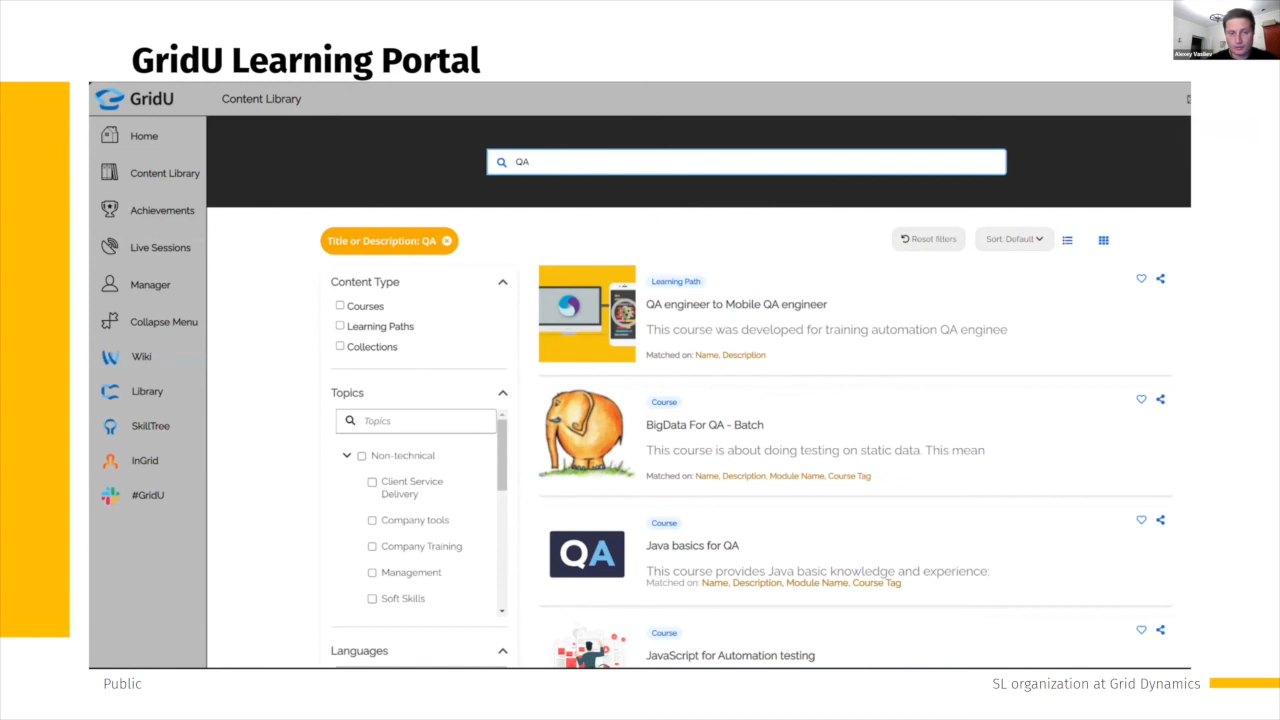 GridU Learning Portal
Alexey Vasiliev
GridU
Content Library
Home
Content Library
Achievements
Live Sessions
Manager
Collapse Menu
Wiki
Library
SkillTree
InGrid
#GridU
QA
Title or Description: QA
Reset filters
Sort: Default
Content Type
Courses
Learning Paths
Collections
Topics
Topics
Non-technical
Client Service
Delivery
Company tools
Company Training
Management
Soft Skills
Languages
Learning Path
QA engineer to Mobile QA engineer
This course was developed for training automation QA enginee
Matched on: Name, Description
Course
BigData For QA - Batch
This course is about doing testing on static data. This mean
Matched on: Name, Description, Module Name, Course Tag
QA
Course
Java basics for QA
This course provides Java basic knowledge and experience:
Matched on: Name, Description, Module Name, Course Tag
Course
JavaScript for Automation testing
Public
SL organization at Grid Dynamics